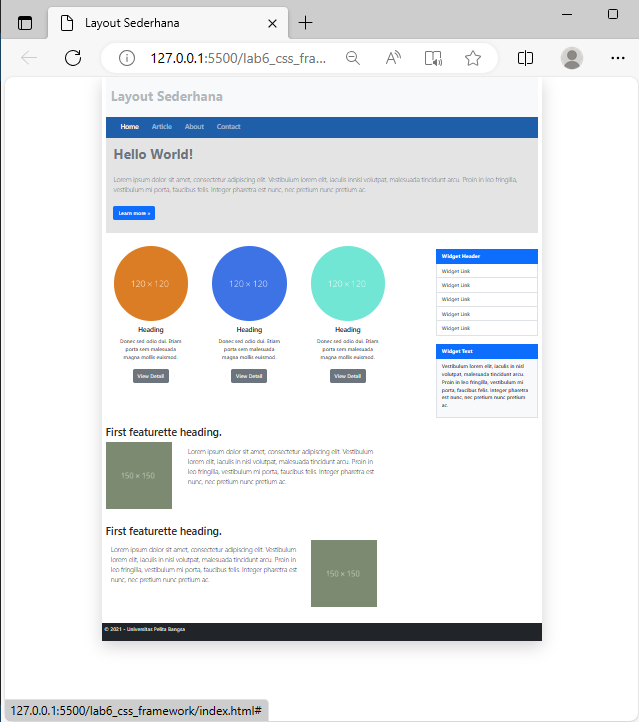 Layout Sederhana
127.0.0.1:5500/lab6_css_fra...
Layout Sederhana
Home Article About Contact
Hello World!
Lorem ipsum dolor sit amet, consectetur adipiscing elit. Vestibulum lorem elit, iaculis innisl volutpat, malesuada tincidunt arcu. Proin in leo fringilla,
vestibulum mi porta, faucibus felis. Integer pharetra est nunc, nec pretium nunc pretium ac.
Learn more »
120 × 120
Heading
Donec sed odio dui. Etiam
porta sem malesuada
magna mollis euismod.
View Detail
120 × 120
Heading
Donec sed odio dui. Etiam
porta sem malesuada
magna mollis euismod.
View Detail
120 × 120
Heading
Donec sed odio dui. Etiam
porta sem malesuada
magna mollis euismod.
View Detail
Widget Header
Widget Link
Widget Link
Widget Link
Widget Link
Widget Link
Widget Text
Vestibulum lorem elit, iaculis in nisl
volutpat, malesuada tincidunt arcu.
Proin in leo fringilla, vestibulum mi
porta, faucibus felis. Integer pharetra
est nunc, nec pretium nunc pretium
ac.
First featurette heading.
150 × 150
Lorem ipsum dolor sit amet, consectetur adipiscing elit. Vestibulum
lorem elit, iaculis in nisl volutpat, malesuada tincidunt arcu. Proin in
leo fringilla, vestibulum mi porta, faucibus felis. Integer pharetra est
nunc, nec pretium nunc pretium ac.
First featurette heading.
Lorem ipsum dolor sit amet, consectetur adipiscing elit. Vestibulum
lorem elit, iaculis in nisl volutpat, malesuada tincidunt arcu. Proin in
leo fringilla, vestibulum mi porta, faucibus felis. Integer pharetra est
nunc, nec pretium nunc pretium ac.
150 × 150
© 2021 - Universitas Pelita Bangsa
127.0.0.1:5500/lab6_css_framework/index.html#